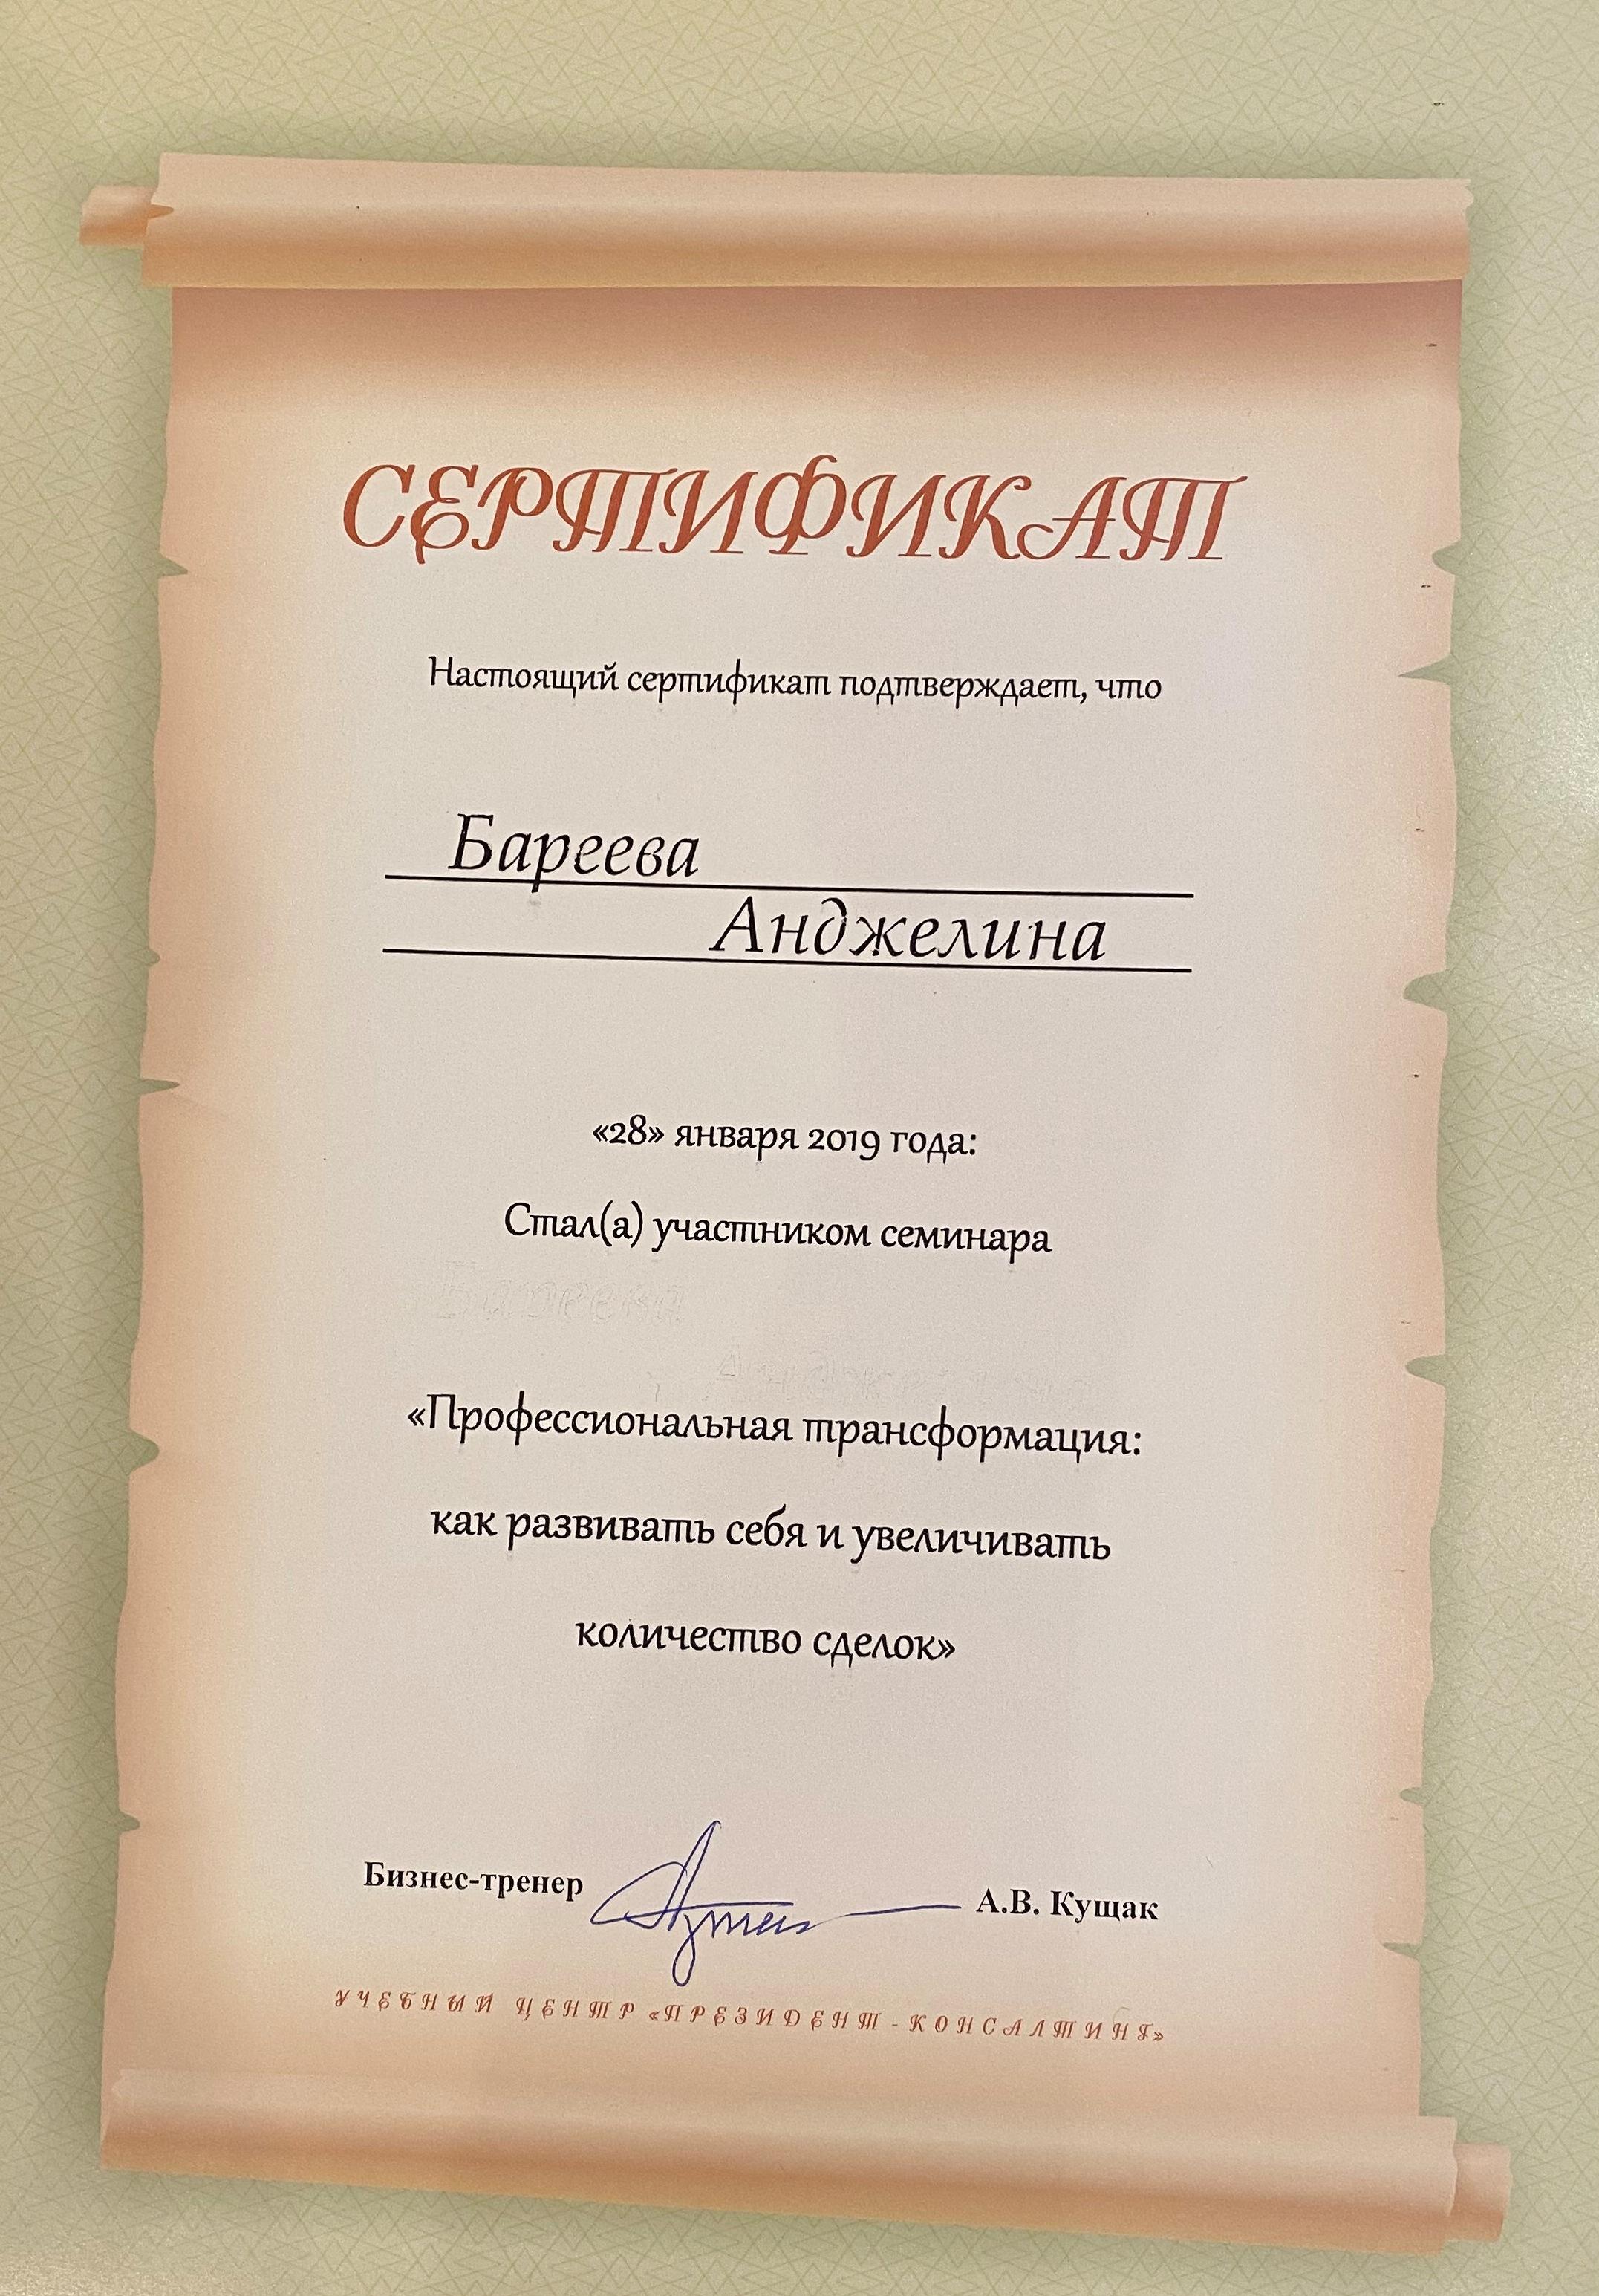 СЕРТИФИКАТ
Настоящий сертификат подтверждает, что
Бареева
Анджелина
«28» января 2019 года:
Стал(а) участником семинара
«Профессиональная трансформация:
как развивать себя и увеличивать
количество сделок»
Бизнес-тренер А.В. Кущак
УЧЕБНЫЙ ЦЕНТР «ПРЕЗИДЕНТ-КОНСАЛТИНГ»